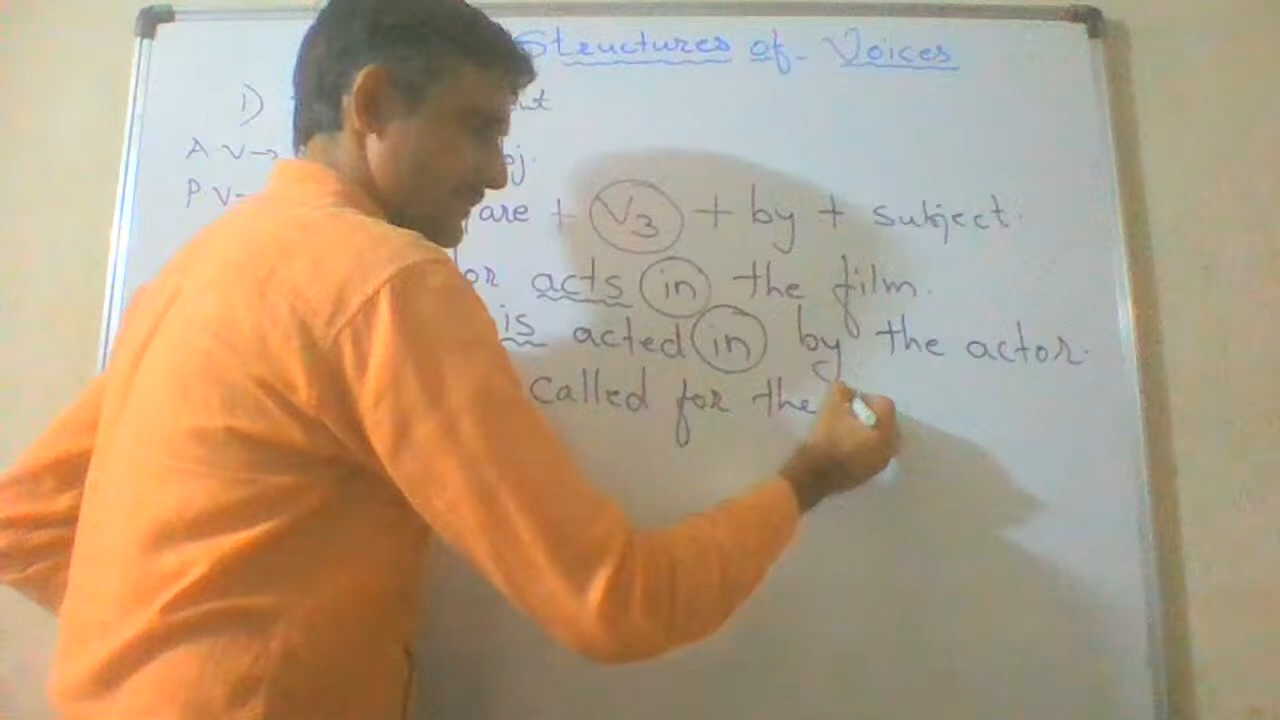 Structures of Voices
1)
A V→
P.V-
are + V3 + by + subject.
acts in the film.
is acted in by the actor.
called for the